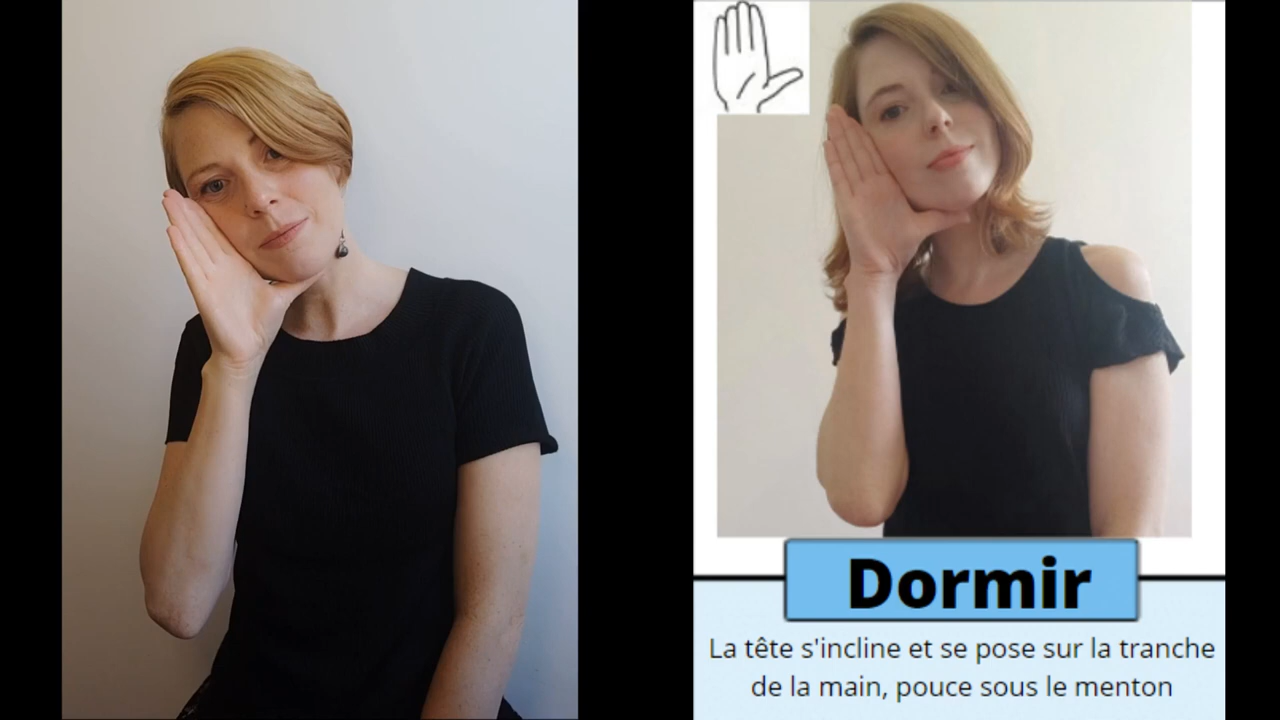 Dormir
La tête s'incline et se pose sur la tranche
de la main, pouce sous le menton